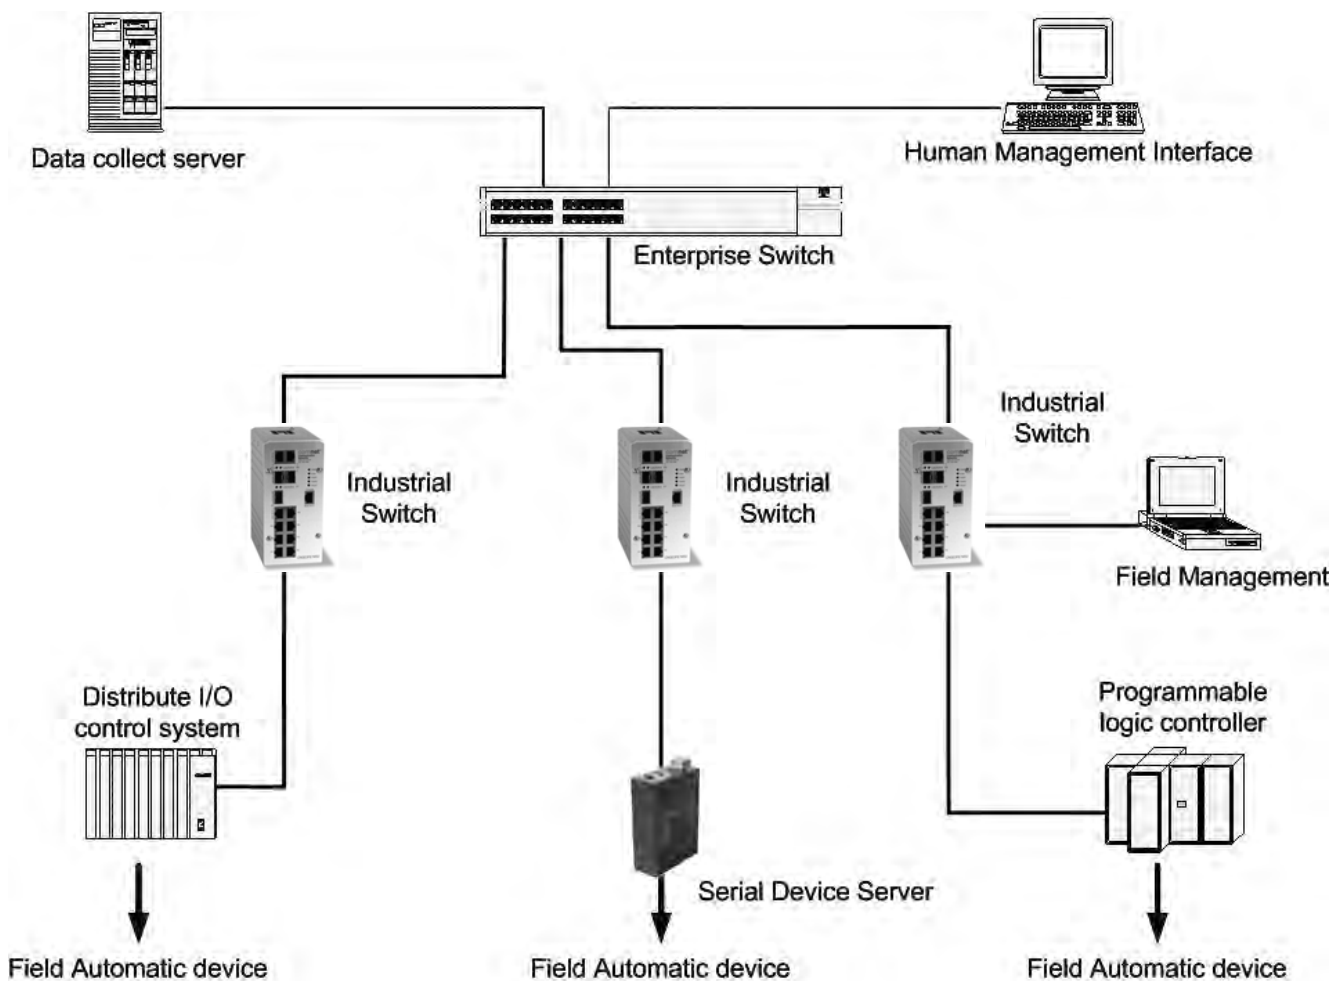 Data collect server
Human Management Interface
Enterprise Switch
Industrial
Switch
Industrial
Switch
Industrial
Switch
Field Management
Distribute I/O
control system
Programmable
logic controller
Serial Device Server
Field Automatic device
Field Automatic device
Field Automatic device